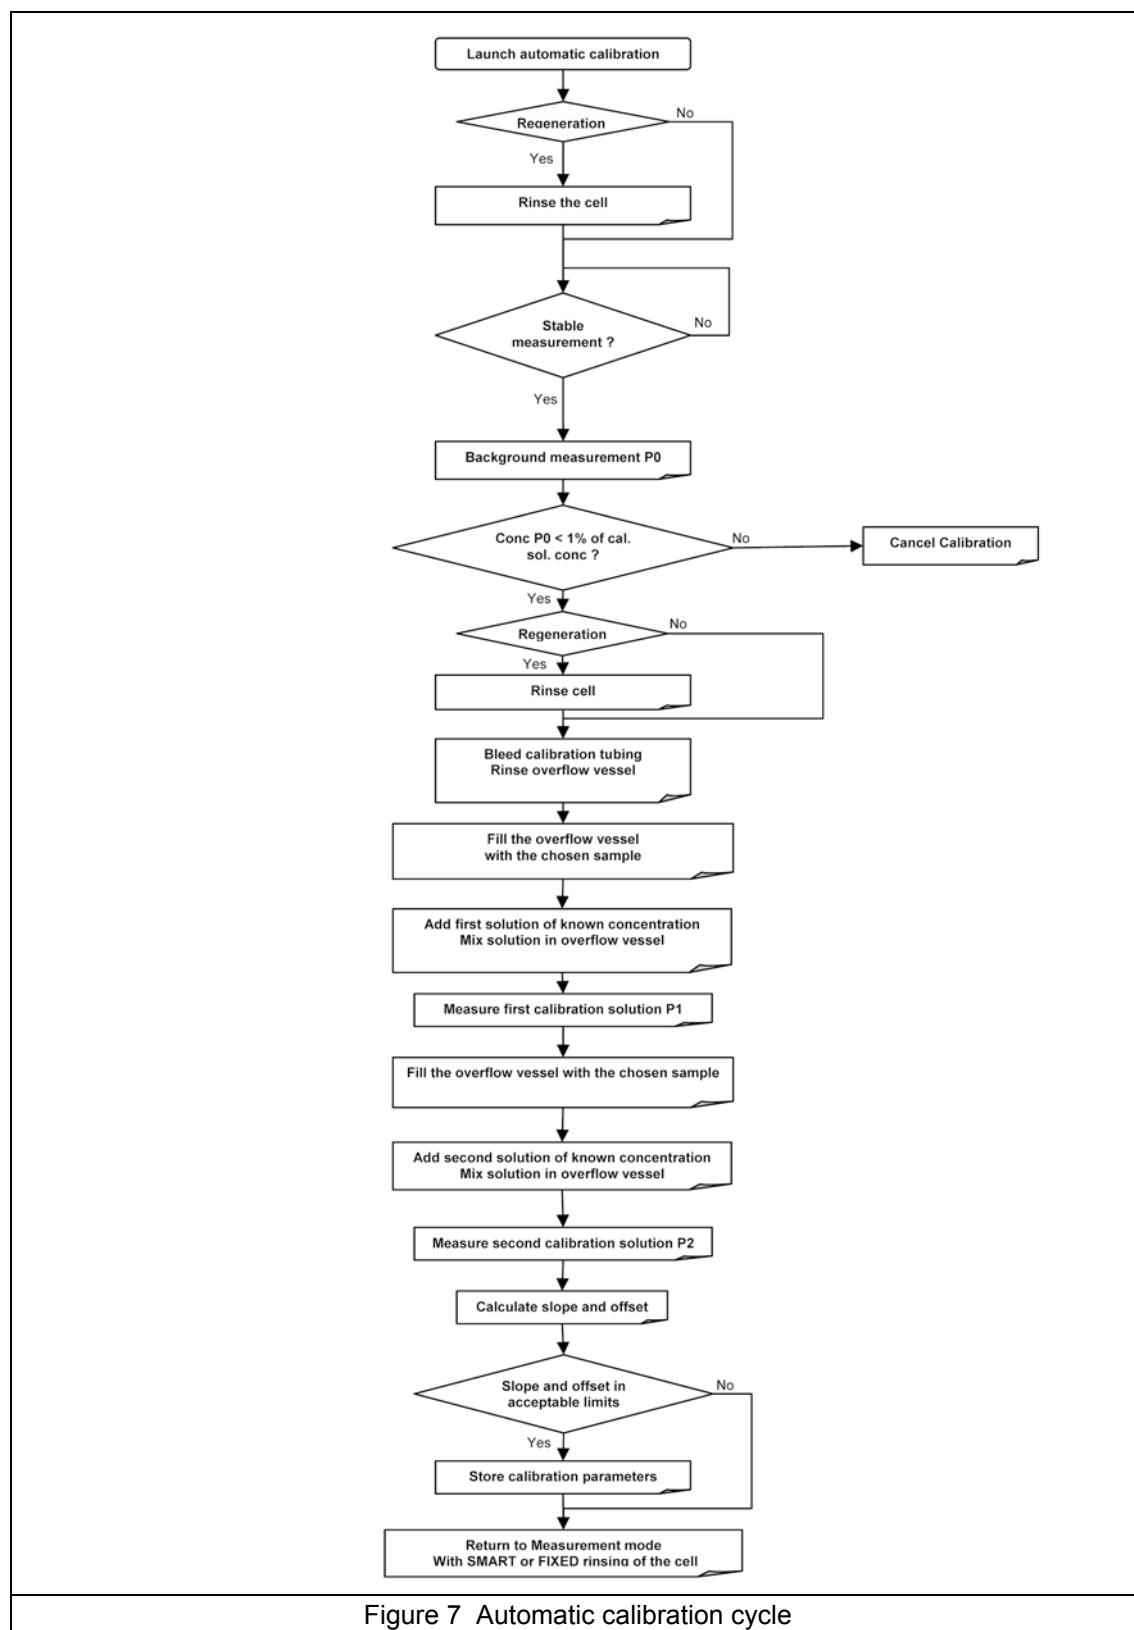 Launch automatic calibration
Regeneration
No
Yes
Rinse the cell
Stable
measurement ?
No
Yes
Background measurement P0
Conc P0 < 1% of cal.
sol. conc ?
No
Cancel Calibration
Yes
Regeneration
No
Yes
Rinse cell
Bleed calibration tubing
Rinse overflow vessel
Fill the overflow vessel
with the chosen sample
Add first solution of known concentration
Mix solution in overflow vessel
Measure first calibration solution P1
Fill the overflow vessel with the chosen sample
Add second solution of known concentration
Mix solution in overflow vessel
Measure second calibration solution P2
Calculate slope and offset
Slope and offset in
acceptable limits
No
Yes
Store calibration parameters
Return to Measurement mode
With SMART or FIXED rinsing of the cell
Figure 7 Automatic calibration cycle